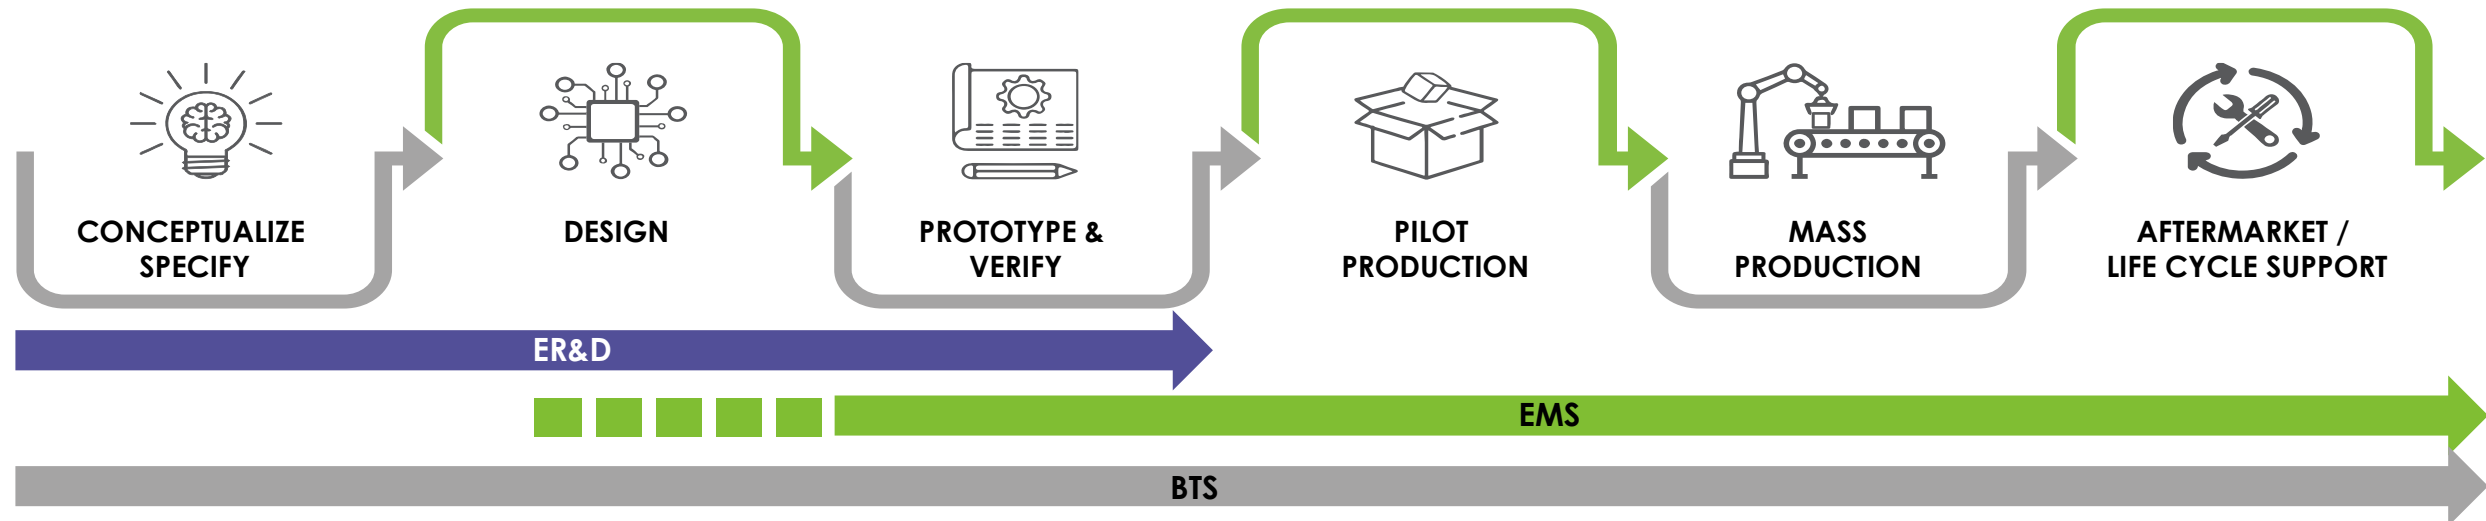 CONCEPTUALIZE
SPECIFY
DESIGN
PROTOTYPE &
VERIFY
PILOT
PRODUCTION
MASS
PRODUCTION
AFTERMARKET /
LIFE CYCLE SUPPORT
ER&D
EMS
BTS